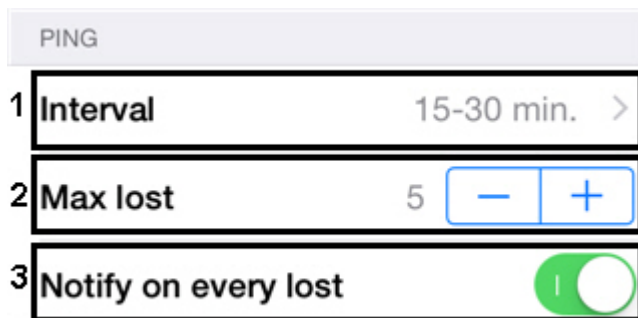 PING
1 Interval 15-30 min. >
2 Max lost 5 − +
3 Notify on every lost